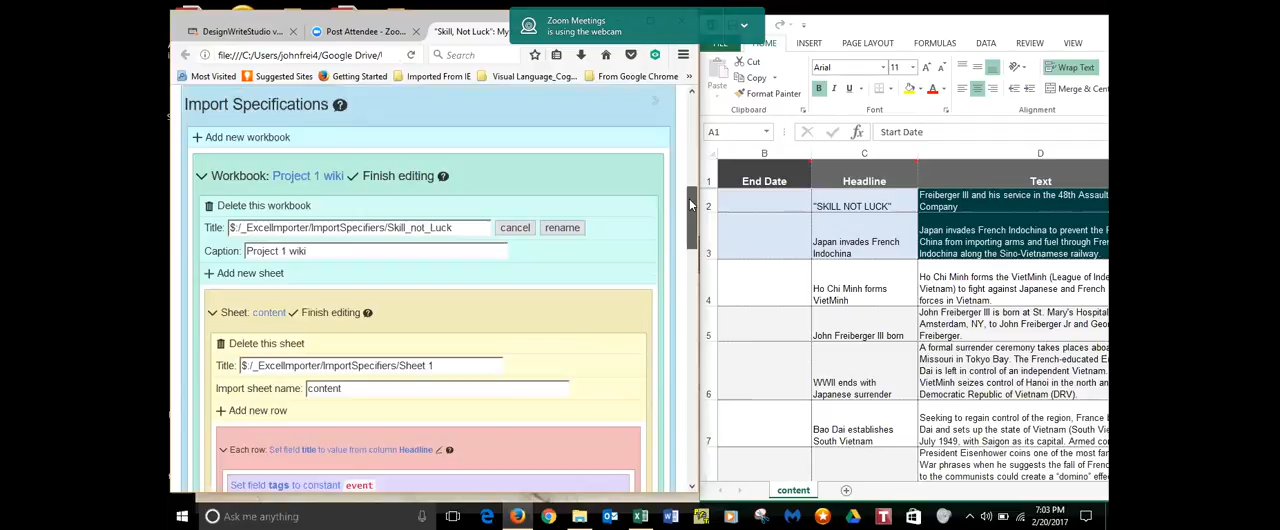 DesignWriteStudio v...
Post Attendee - Zoo...
"Skill, Not Luck": My
Zoom Meetings
is using the webcam
file:///C:/Users/johnfrei4/Google Drive/
Search
Most Visited
Suggested Sites
Getting Started
Imported From IE
Visual Language_Cog...
From Google Chrome
»
Import Specifications
Add new workbook
Workbook: Project 1 wiki Finish editing
Delete this workbook
Title: $:/_ExcelImporter/ImportSpecifiers/Skill_not_Luck cancel rename
Caption: Project 1 wiki
Add new sheet
Sheet: content Finish editing
Delete this sheet
Title: $:/_ExcelImporter/ImportSpecifiers/Sheet 1
Import sheet name: content
Add new row
Each row: Set field title to value from column Headline
Set field tags to constant event
HOME INSERT PAGE LAYOUT FORMULAS DATA REVIEW VIEW
Cut
Copy
Format Painter
Paste
Clipboard
Arial 11
B I U
Font
Wrap Text
Merge & Cen
Alignment
A1
fx
Start Date
B C D
1 End Date Headline Text
2 "SKILL NOT LUCK"
Freiberger III and his service in the 48th Assault
Company
3 Japan invades French
Indochina
Japan invades French Indochina to prevent the
China from importing arms and fuel through Fren
Indochina along the Sino-Vietnamese railway.
4 Ho Chi Minh forms
VietMinh
Ho Chi Minh forms the VietMinh (League of Inde
Vietnam) to fight against Japanese and French
forces in Vietnam.
5 John Freiberger III born
John Freiberger III is born at St. Mary's Hospital
Amsterdam, NY, to John Freiberger Jr and Geo
Freiberger.
6 WWII ends with
Japanese surrender
A formal surrender ceremony takes places aboa
Missouri in Tokyo Bay. The French-educated E
Dai is left in control of an independent Vietnam.
VietMinh seizes control of Hanoi in the north an
Democratic Republic of Vietnam (DRV).
7 Bao Dai establishes
South Vietnam
Seeking to regain control of the region, France b
Dai and sets up the state of Vietnam (South Vi
July 1949, with Saigon as its capital. Armed co
President Eisenhower coins one of the most fam
War phrases when he suggests the fall of Frenc
to the communists could create a "domino" effe
content
Ask me anything
7:03 PM
2/20/2017